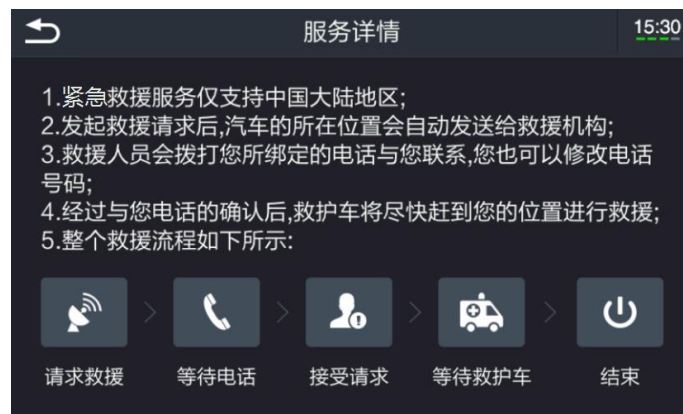 服务详情
15:30
1.紧急救援服务仅支持中国大陆地区;
2.发起救援请求后,汽车的所在位置会自动发送给救援机构;
3.救援人员会拨打您所绑定的电话与您联系,您也可以修改电话
号码;
4.经过与您电话的确认后,救护车将尽快赶到您的位置进行救援;
5.整个救援流程如下所示:
请求救援
等待电话
接受请求
等待救护车
结束